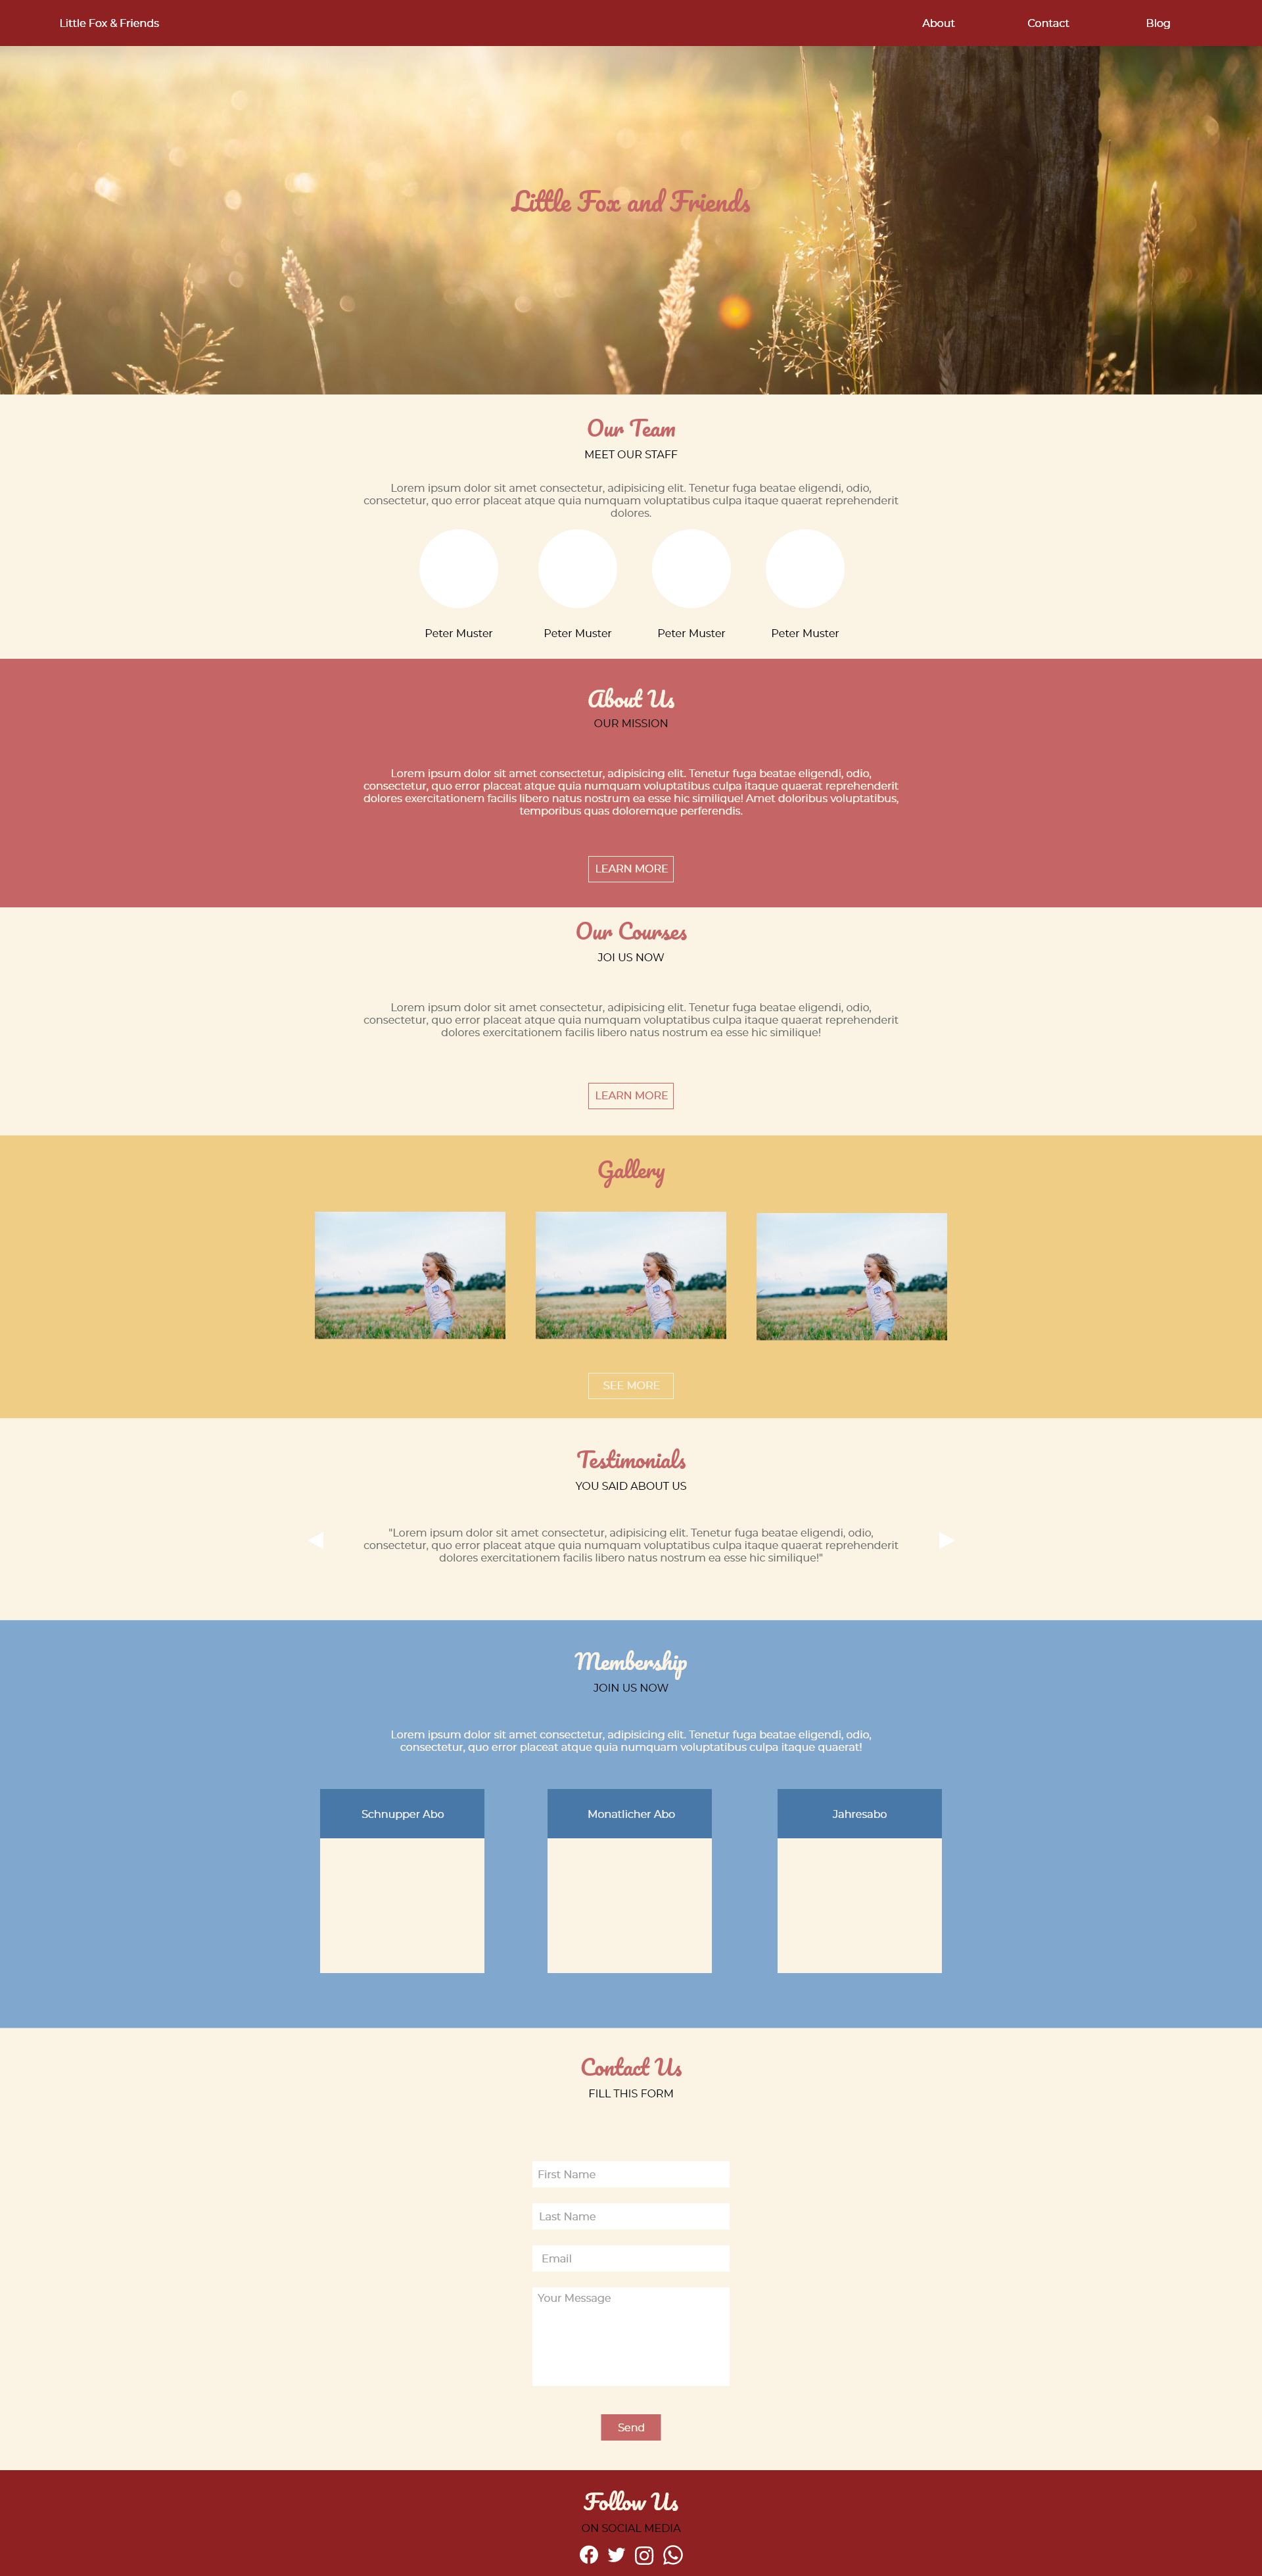 Little Fox & Friends
About
Contact
Blog
Little Fox and Friends
Our Team
MEET OUR STAFF
Lorem ipsum dolor sit amet consectetur, adipisicing elit. Tenetur fuga beatae eligendi, odio,
consectetur, quo error placeat atque quia numquam voluptatibus culpa itaque quaerat reprehenderit
dolores.
Peter Muster
Peter Muster
Peter Muster
Peter Muster
About Us
OUR MISSION
Lorem ipsum dolor sit amet consectetur, adipisicing elit. Tenetur fuga beatae eligendi, odio,
consectetur, quo error placeat atque quia numquam voluptatibus culpa itaque quaerat reprehenderit
dolores exercitationem facilis libero natus nostrum ea esse hic similique! Amet doloribus voluptatibus,
temporibus quas doloremque perferendis.
LEARN MORE
Our Courses
JOI US NOW
Lorem ipsum dolor sit amet consectetur, adipisicing elit. Tenetur fuga beatae eligendi, odio,
consectetur, quo error placeat atque quia numquam voluptatibus culpa itaque quaerat reprehenderit
dolores exercitationem facilis libero natus nostrum ea esse hic similique!
LEARN MORE
Gallery
SEE MORE
Testimonials
YOU SAID ABOUT US
"Lorem ipsum dolor sit amet consectetur, adipisicing elit. Tenetur fuga beatae eligendi, odio,
consectetur, quo error placeat atque quia numquam voluptatibus culpa itaque quaerat reprehenderit
dolores exercitationem facilis libero natus nostrum ea esse hic similique!"
Membership
JOIN US NOW
Lorem ipsum dolor sit amet consectetur, adipisicing elit. Tenetur fuga beatae eligendi, odio,
consectetur, quo error placeat atque quia numquam voluptatibus culpa itaque quaerat!
Schnupper Abo
Monatlicher Abo
Jahresabo
Contact Us
FILL THIS FORM
First Name
Last Name
Email
Your Message
Send
Follow Us
ON SOCIAL MEDIA